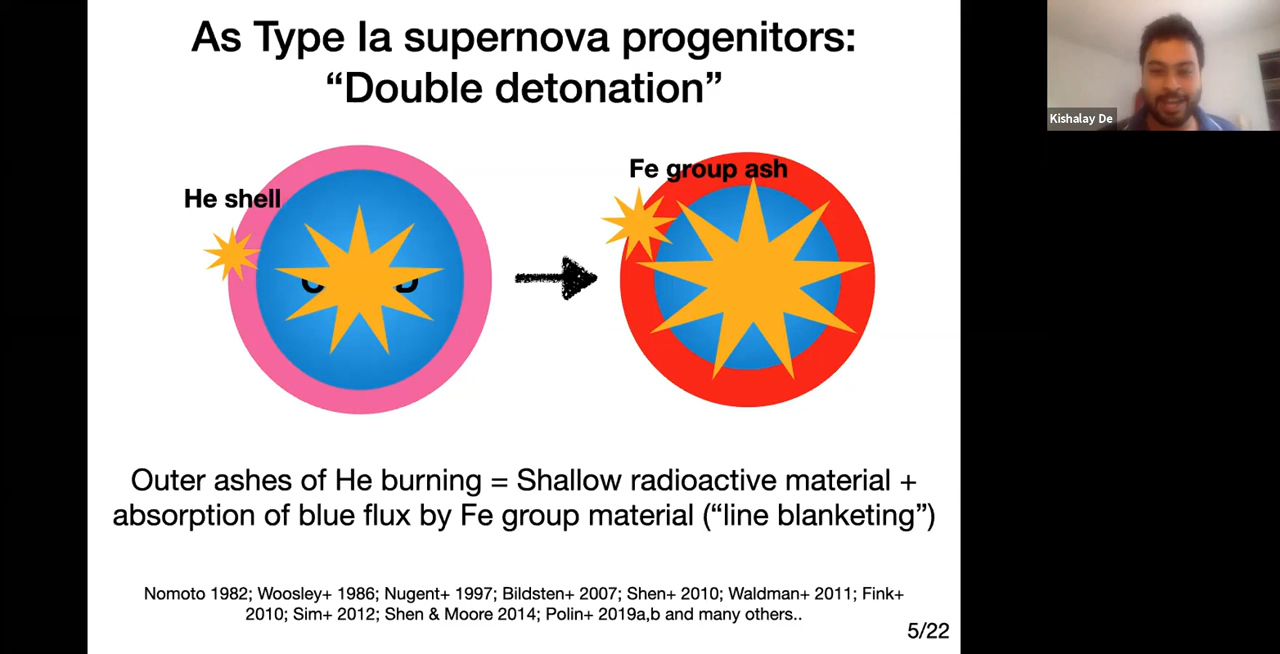 As Type Ia supernova progenitors:
“Double detonation”
Kishalay De
He shell
Fe group ash
Outer ashes of He burning = Shallow radioactive material +
absorption of blue flux by Fe group material (“line blanketing”)
Nomoto 1982; Woosley+ 1986; Nugent+ 1997; Bildsten+ 2007; Shen+ 2010; Waldman+ 2011; Fink+
2010; Sim+ 2012; Shen & Moore 2014; Polin+ 2019a,b and many others..
5/22